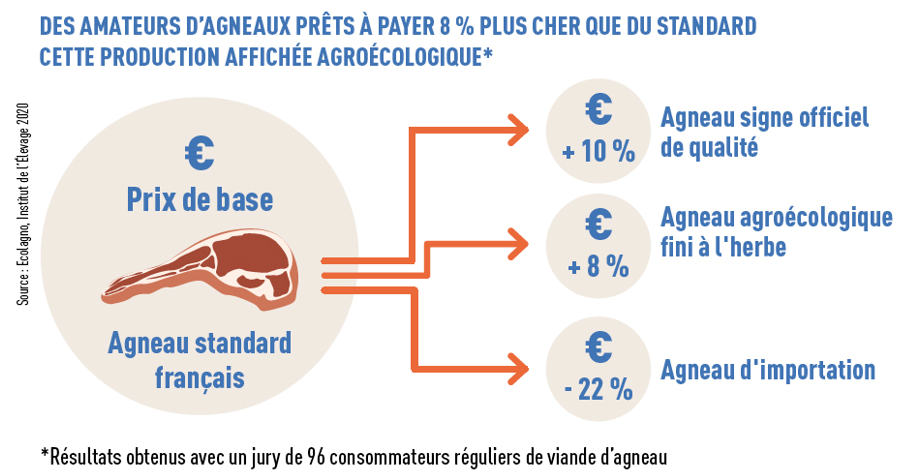 DES AMATEURS D’AGNEAUX PRÊTS À PAYER 8 % PLUS CHER QUE DU STANDARD
CETTE PRODUCTION AFFICHÉE AGROÉCOLOGIQUE*
Source : Ecolagno, Institut de l'Élevage 2020
€
Prix de base
Agneau standard
français
€
+ 10 %
Agneau signe officiel
de qualité
€
+ 8 %
Agneau agroécologique
fini à l'herbe
€
- 22 %
Agneau d'importation
*Résultats obtenus avec un jury de 96 consommateurs réguliers de viande d’agneau